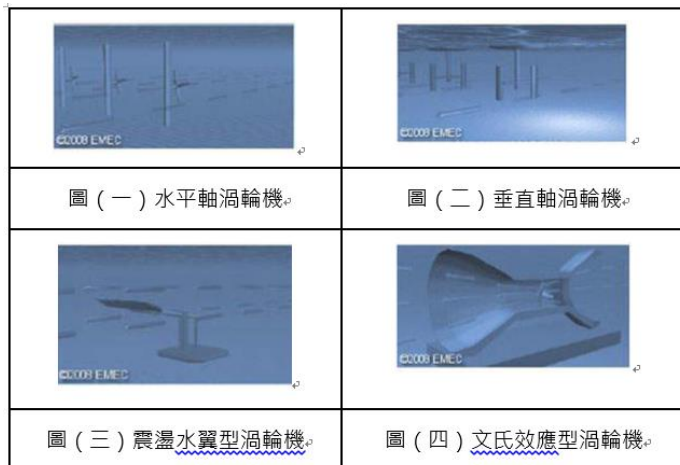 ©2008 EMEC
©2008 EMEC
圖（一）水平軸渦輪機
圖（二）垂直軸渦輪機
©2008 EMEC
©2008 EMEC
圖（三）震盪水翼型渦輪機
圖（四）文氏效應型渦輪機